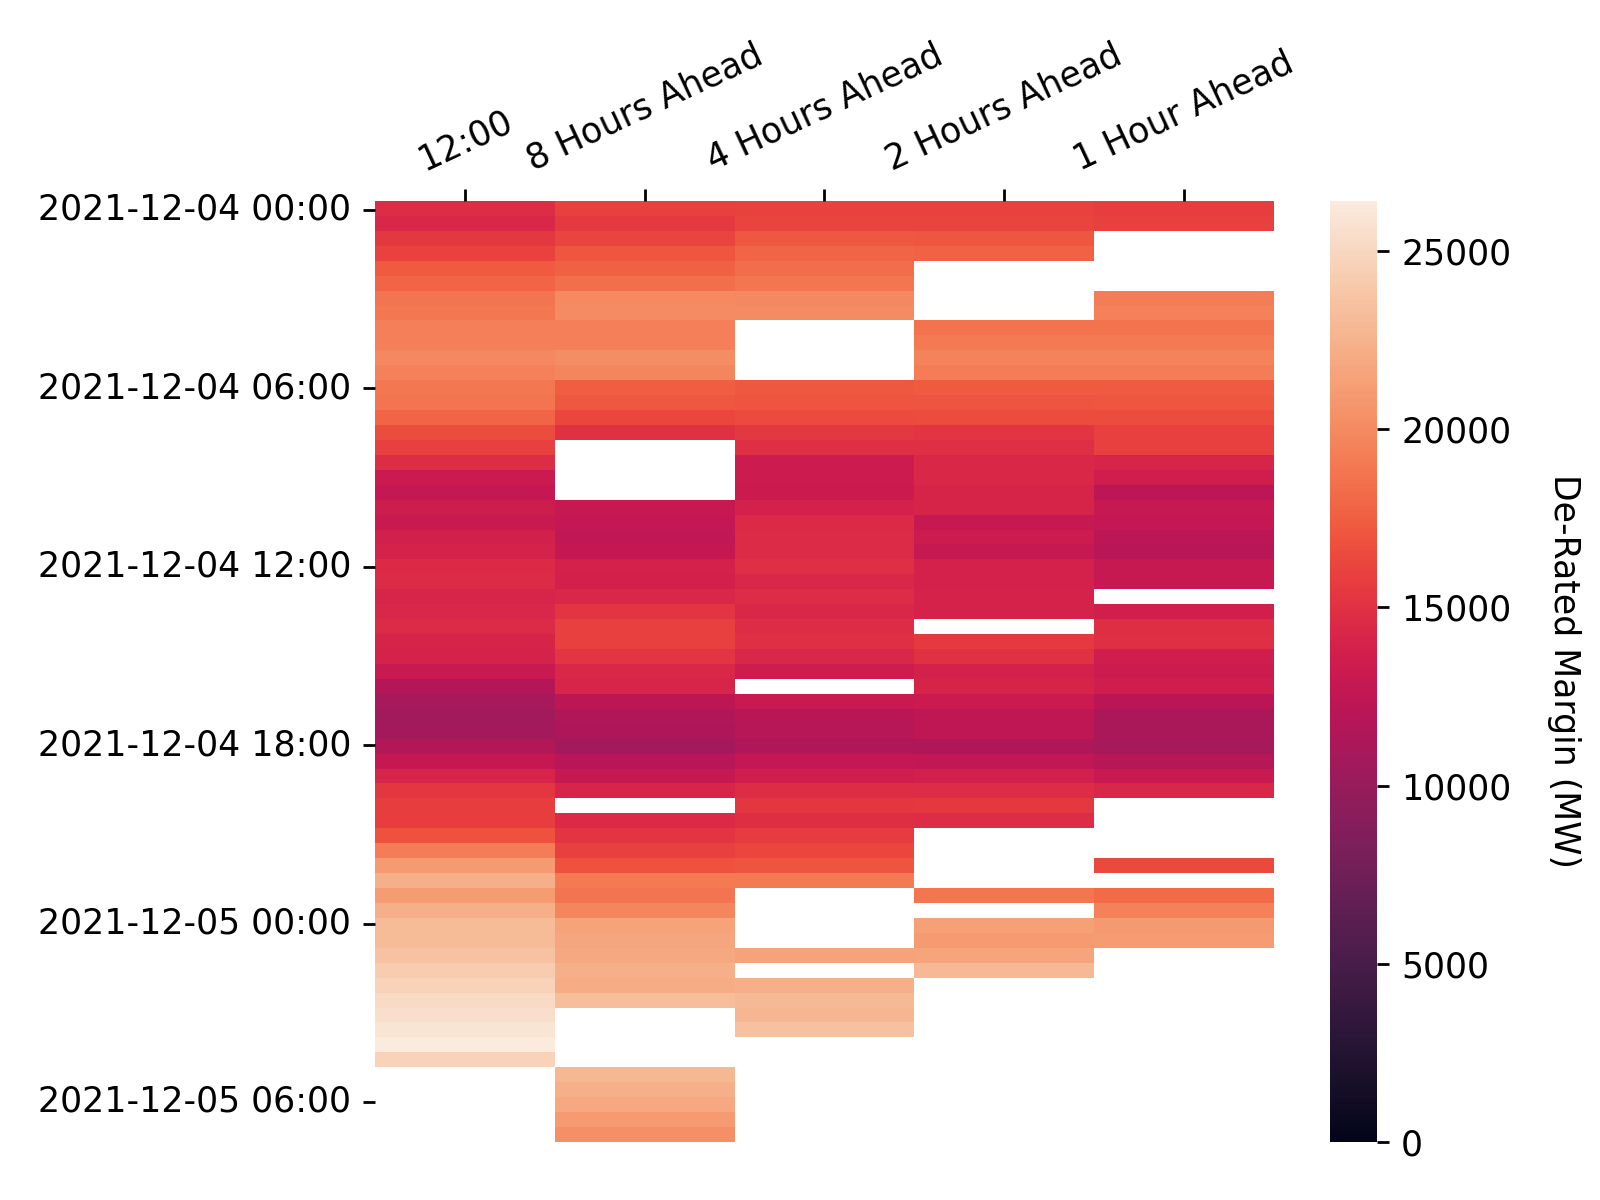 12:00
8 Hours Ahead
4 Hours Ahead
2 Hours Ahead
1 Hour Ahead
2021-12-04 00:00
2021-12-04 06:00
2021-12-04 12:00
2021-12-04 18:00
2021-12-05 00:00
2021-12-05 06:00
25000
20000
15000
10000
5000
0
De-Rated Margin (MW)